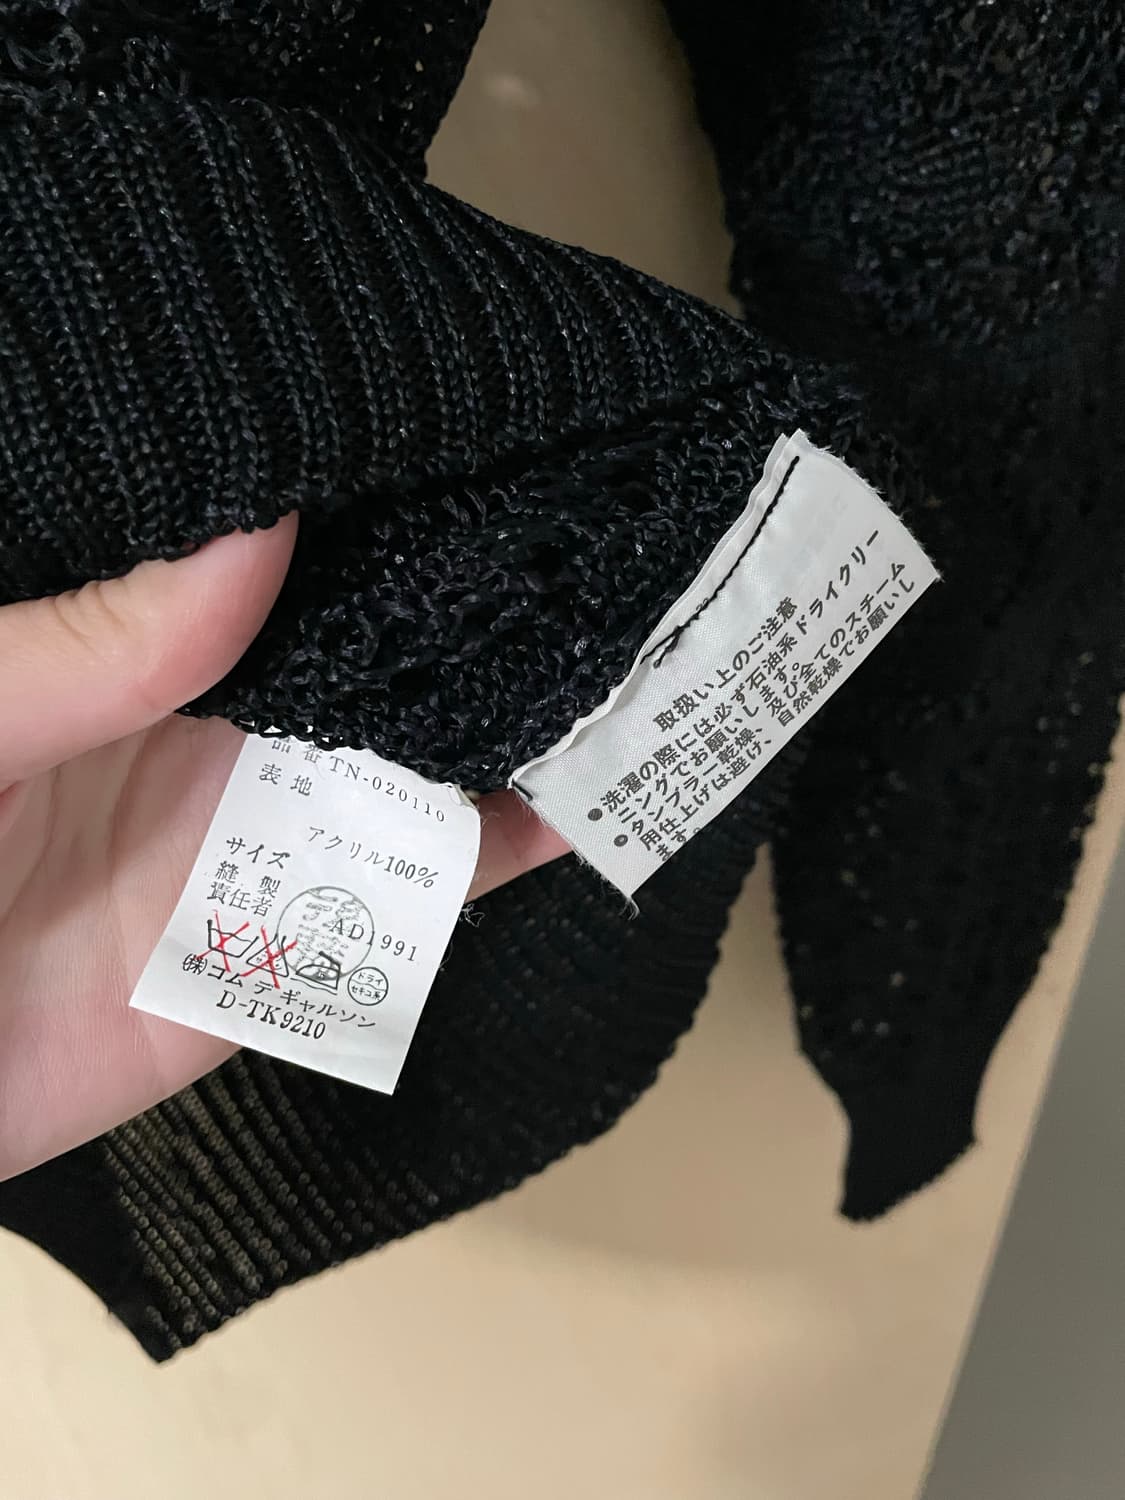 品番 TN-020110
表地
アクリル100%
サイズ
縫製
責任者
AD1991
ドライ
セキユ系
(株)コム デ ギャルソン
D-TK9210
取扱い上のご注意
●洗濯の際には必ず石油系ドライクリー
ニングでお願いします。
●タンブラー乾燥、及び全てのスチーム
用仕上げは避け、自然乾燥でお願いし
ます。